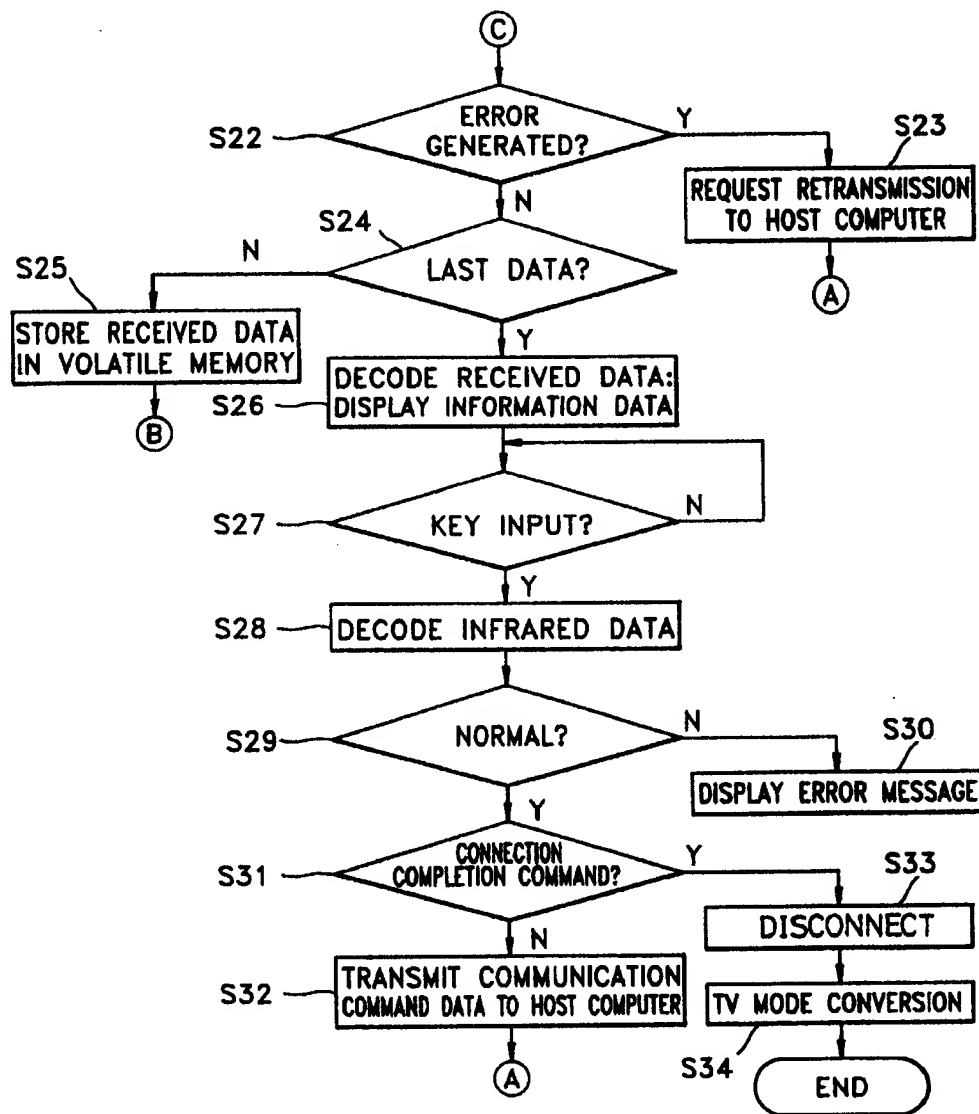 C
S22
ERROR
GENERATED?
Y
N
S23
REQUEST RETRANSMISSION
TO HOST COMPUTER
A
S24
LAST DATA?
N
Y
S25
STORE RECEIVED DATA
IN VOLATILE MEMORY
B
S26
DECODE RECEIVED DATA:
DISPLAY INFORMATION DATA
S27
KEY INPUT?
N
Y
S28
DECODE INFRARED DATA
S29
NORMAL?
N
Y
S30
DISPLAY ERROR MESSAGE
S31
CONNECTION
COMPLETION COMMAND?
Y
N
S33
DISCONNECT
S32
TRANSMIT COMMUNICATION
COMMAND DATA TO HOST COMPUTER
A
TV MODE CONVERSION
S34
END